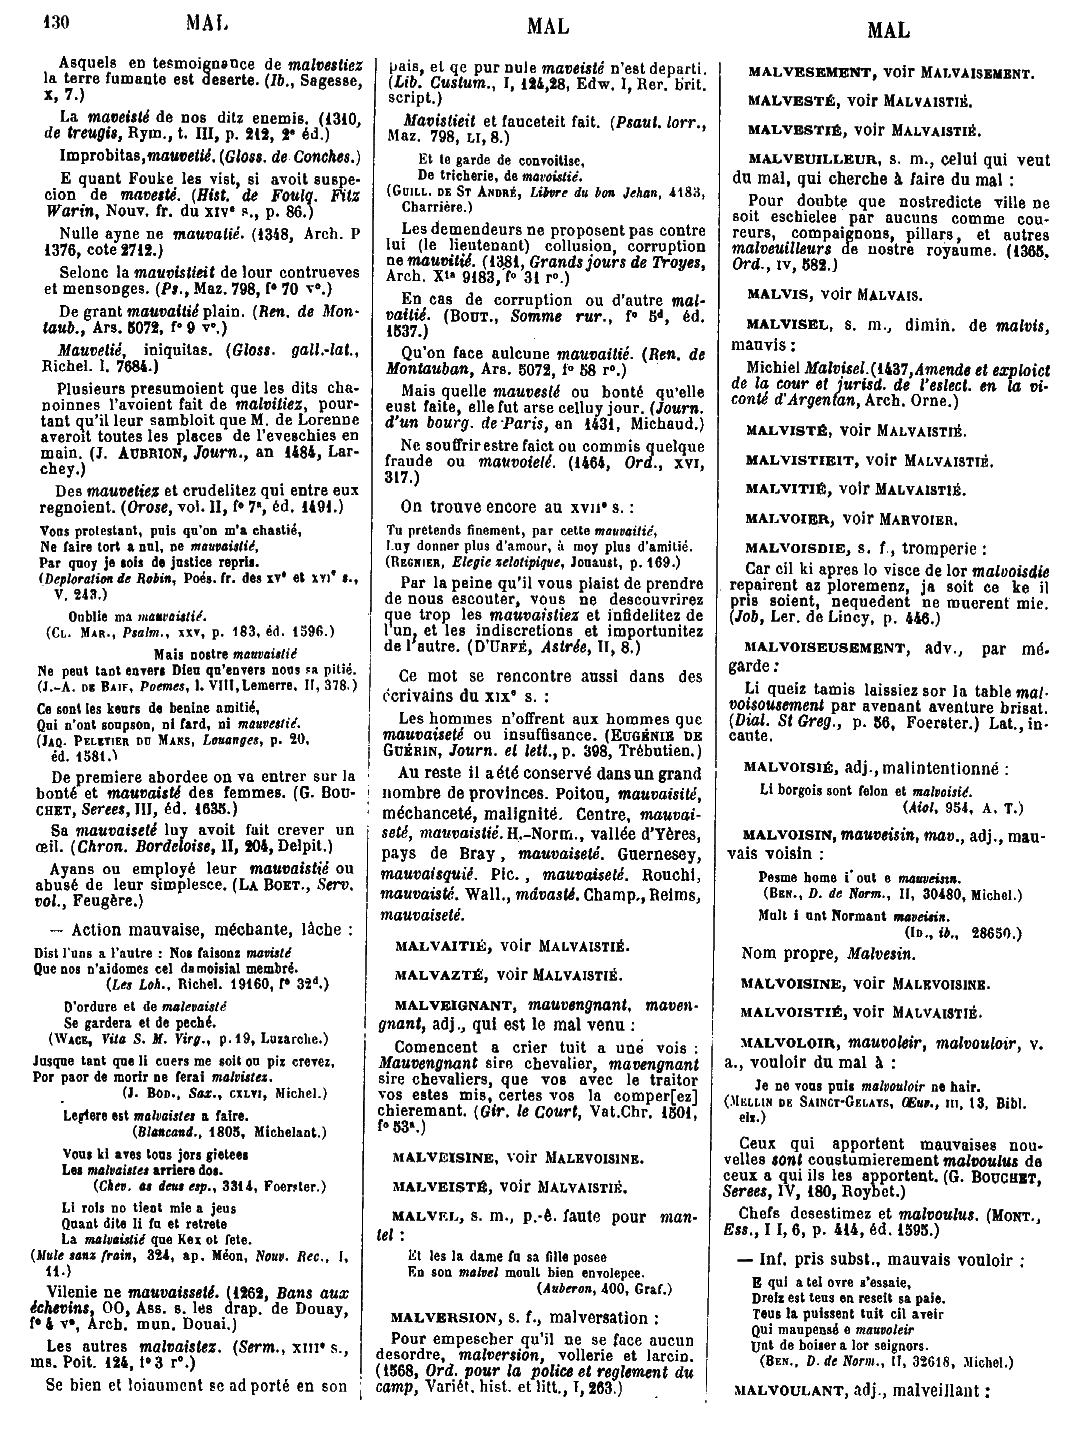 130 MAL MAL MAL
Asquels en tesmoignance de malvestiez
la terre fumante est deserte. (Ib., Sagesse,
X, 7.)
La maveisté de nos ditz enemis. (1310,
de treugis, Rym., t. III, p. 212, 2e éd.)
Improbitas, mauvetié. (Gloss. de Conches.)
E quant Fouke les vist, si avoit suspe-
cion de mavesté. (Hist. de Foulq. Fitz
Warin, Nouv. fr. du XIVe s., p. 86.)
Nulle ayne ne mauvatié. (1348, Arch. P
1376, cote 2712.)
Selonc la mauvistieit de lour contrueves
et mensonges. (Ps., Maz. 798, fº 70 vº.)
De grant mauvaitié plain. (Ren. de Mon-
taub., Ars. 5072, fº 9 vº.)
Mauvetié, iniquitas. (Gloss. gall.-lat.,
Richel. l. 7684.)
Plusieurs presumoient que les dits cha-
noinnes l'avoient fait de malvitiez, pour-
tant qu'il leur sambloit que M. de Lorenne
averoit toutes les places de l'eveschies en
main. (J. AUBRION, Journ., an 1484, Lar-
chey.)
Des mauvetiez et crudelitez qui entre eux
regnoient. (Orose, vol. II, fº 7ª, éd. 1491.)
Vous protestant, puis qu'on m'a chastié,
Ne faire tort a nul, ne mauvaistié,
Par quoy je sois de justice repris.
(Deploration de Robin, Poés. fr. des XVe et XVIe s.,
V, 243.)
Oublie ma mauvaistié.
(CL. MAR., Psalm., XXV, p. 183, éd. 1596.)
Mais nostre mauvaistié
Ne peut tant envers Dieu qu'envers nous sa pitié.
(J.-A. DE BAIF, Poemes, l. VIII, Lemerre, II, 378.)
Ce sont les keurs de benine amitié,
Qui n'ont soupson, ni fard, ni mauvestié.
(JAQ. PELETIER DU MANS, Louanges, p. 20,
éd. 1581.)
De premiere abordee on va entrer sur la
bonté et mauvaisté des femmes. (G. BOU-
CHET, Serees, III, éd. 1635.)
Sa mauvaiseté luy avoit fait crever un
œil. (Chron. Bordeloise, II, 204, Delpit.)
Ayans ou employé leur mauvaistié ou
abusé de leur simplesce. (LA BOET., Serv.
vol., Feugère.)
— Action mauvaise, méchante, lâche :
Dist l'uns a l'autre : Nos faisons mavisté
Que nos n'aidomes cel damoisial membré.
(Les Loh., Richel. 19160, fº 32d.)
D'ordure et de malevaisté
Se gardera et de peché.
(WACE, Vita S. M. Virg., p. 19, Luzarche.)
Jusque tant que li cuers me soit ou piz crevez,
Por paor de morir ne ferai malvistez.
(J. BOD., Sax., CXLVI, Michel.)
Legiere est malvaistes a faire.
(Blancand., 1805, Michelant.)
Vous ki aves tous jors gietees
Les malvaistes arriere dos.
(Chev. as deus esp., 3314, Foerster.)
Li rois no tient mie a jeus
Quant dite li fu et retrete
La malvaistié que Kex ot fete.
(Mule sanz frain, 324, ap. Méon, Nouv. Rec., I,
11.)
Vilenie ne mauvaisseté. (1262, Bans aux
échevins, OO, Ass. s. les drap. de Douay,
fº 4 vº, Arch. mun. Douai.)
Les autres malvaistez. (Serm., XIIIe s.,
ms. Poit. 124, fº 3 rº.)
Se bien et loiaument se ad porté en son
pais, et qe pur nule maveisté n'est departi.
(Lib. Custum., I, 124,28, Edw. I, Rer. brit.
script.)
Mavistieit et fauceteit fait. (Psaut. lorr.,
Maz. 798, LI, 8.)
Et le garde de convoitise,
De tricherie, de mavoistié.
(GUILL. DE ST ANDRÉ, Libvre du bon Jehan, 4183,
Charrière.)
Les demendeurs ne proposent pas contre
lui (le lieutenant) collusion, corruption
ne mauvitié. (1381, Grands jours de Troyes,
Arch. X1a 9183, fº 31 rº.)
En cas de corruption ou d'autre mal-
vaitié. (BOUT., Somme rur., fº 5d, éd.
1537.)
Qu'on face aulcune mauvaitié. (Ren. de
Montauban, Ars. 5072, fº 58 rº.)
Mais quelle mauvesté ou bonté qu'elle
eust faite, elle fut arse celluy jour. (Journ.
d'un bourg. de Paris, an 1431, Michaud.)
Ne souffrir estre faict ou commis quelque
fraude ou mauvoieté. (1464, Ord., XVI,
317.)
On trouve encore au XVIIe s. :
Tu pretends finement, par cette mauvaitié,
Luy donner plus d'amour, à moy plus d'amitié.
(REGNIER, Elegie zelotipique, Jouaust, p. 169.)
Par la peine qu'il vous plaist de prendre
de nous escouter, vous ne descouvrirez
que trop les mauvaistiez et infidelitez de
l'un, et les indiscretions et importunitez
de l'autre. (D'URFÉ, Astrée, II, 8.)
Ce mot se rencontre aussi dans des
écrivains du XIXe s. :
Les hommes n'offrent aux hommes que
mauvaiseté ou insuffisance. (EUGÉNIE DE
GUÉRIN, Journ. et lett., p. 398, Trébutien.)
Au reste il a été conservé dans un grand
nombre de provinces. Poitou, mauvaisité,
méchanceté, malignité. Centre, mauvai-
seté, mauvaistié. H.-Norm., vallée d'Yères,
pays de Bray, mauvaiseté. Guernesey,
mauvaisquié. Pic., mauvaiseté. Rouchi,
mauvaisté. Wall., mâvasté. Champ., Reims,
mauvaiseté.
MALVAITIÉ, voir MALVAISTIÉ.
MALVAZTÉ, voir MALVAISTIÉ.
MALVEIGNANT, mauvengnant, maven-
gnant, adj., qui est le mal venu :
Comencent a crier tuit a une vois :
Mauvengnant sire chevalier, mavengnant
sire chevaliers, que vos avec le traitor
vos estes mis, certes vos la comper[ez]
chieremant. (Gir. le Court, Vat. Chr. 1501,
fº 53ª.)
MALVEISINE, voir MALEVOISINE.
MALVEISTÉ, voir MALVAISTIÉ.
MALVEL, s. m., p.-ê. faute pour man-
tel :
Et les la dame fu sa fille posee
En son malvel moult bien envolepee.
(Auberon, 400, Graf.)
MALVERSION, s. f., malversation :
Pour empescher qu'il ne se face aucun
desordre, malversion, vollerie et larcin.
(1568, Ord. pour la police et reglement du
camp, Variét. hist. et litt., I, 263.)
MALVESEMENT, voir MALVAISEMENT.
MALVESTÉ, voir MALVAISTIÉ.
MALVESTIÉ, voir MALVAISTIÉ.
MALVEUILLEUR, s. m., celui qui veut
du mal, qui cherche à faire du mal :
Pour doubte que nostredicte ville ne
soit eschielee par aucuns comme cou-
reurs, compaignons, pillars, et autres
malveuilleurs de nostre royaume. (1365,
Ord., IV, 582.)
MALVIS, voir MALVAIS.
MALVISEL, s. m., dimin. de malvis,
mauvis :
Michiel Malvisel. (1437, Amende et exploict
de la cour et jurisd. de l'eslect. en la vi-
conté d'Argentan, Arch. Orne.)
MALVISTÉ, voir MALVAISTIÉ.
MALVISTIEIT, voir MALVAISTIÉ.
MALVITIÉ, voir MALVAISTIÉ.
MALVOIER, voir MARVOIER.
MALVOISDIE, s. f., tromperie :
Car cil ki apres lo visce de lor malvoisdie
repairent az ploremenz, ja soit ce ke il
pris soient, nequedent ne muerent mie.
(Job, Ler. de Lincy, p. 446.)
MALVOISEUSEMENT, adv., par mé-
garde :
Li queiz tamis laissiez sor la table mal-
voisousement par avenant aventure brisat.
(Dial. St Greg., p. 56, Foerster.) Lat., in-
caute.
MALVOISIÉ, adj., malintentionné :
Li borgois sont felon et malvoisié.
(Aiol, 954, A. T.)
MALVOISIN, mauveisin, mav., adj., mau-
vais voisin :
Pesme home i out e mauveisin.
(BEN., D. de Norm., II, 30480, Michel.)
Mult i unt Normant maveisin.
(ID., ib., 28650.)
Nom propre, Malvesin.
MALVOISINE, voir MALEVOISINE.
MALVOISTIÉ, voir MALVAISTIÉ.
MALVOLOIR, mauvoleir, malvouloir, v.
a., vouloir du mal à :
Je ne vous puis malvouloir ne hair.
(MELLIN DE SAINCT-GELAYS, Œuv., III, 13, Bibl.
elz.)
Ceux qui apportent mauvaises nou-
velles sont coustumierement malvoulus de
ceux a qui ils les apportent. (G. BOUCHET,
Serees, IV, 180, Roybet.)
Chefs desestimez et malvoulus. (MONT.,
Ess., I I, 6, p. 414, éd. 1595.)
— Inf. pris subst., mauvais vouloir :
E qui a tel ovre s'essaie,
Dreiz est teus en reseit sa paie.
Teus la puissent tuit cil aveir
Qui maupensé e mauvoleir
Unt de boiser a lor seignors.
(BEN., D. de Norm., II, 32618, Michel.)
MALVOULANT, adj., malveillant :